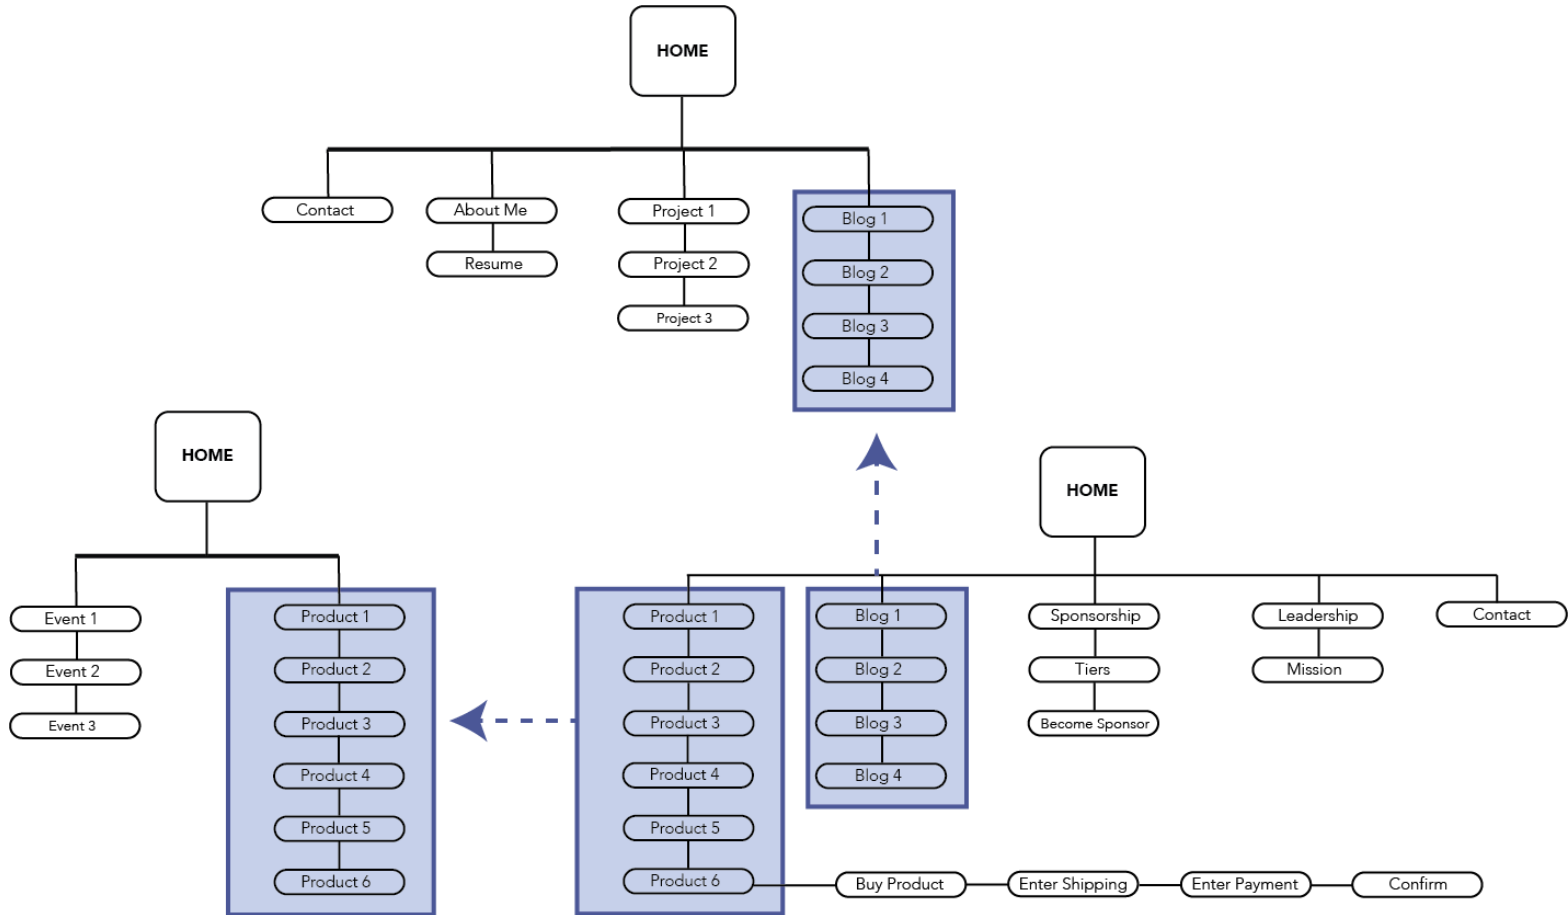 HOME
Contact
About Me
Resume
Project 1
Project 2
Project 3
Blog 1
Blog 2
Blog 3
Blog 4
HOME
Event 1
Event 2
Event 3
Product 1
Product 2
Product 3
Product 4
Product 5
Product 6
HOME
Product 1
Product 2
Product 3
Product 4
Product 5
Product 6
Buy Product
Enter Shipping
Enter Payment
Confirm
Blog 1
Blog 2
Blog 3
Blog 4
Sponsorship
Tiers
Become Sponsor
Leadership
Mission
Contact